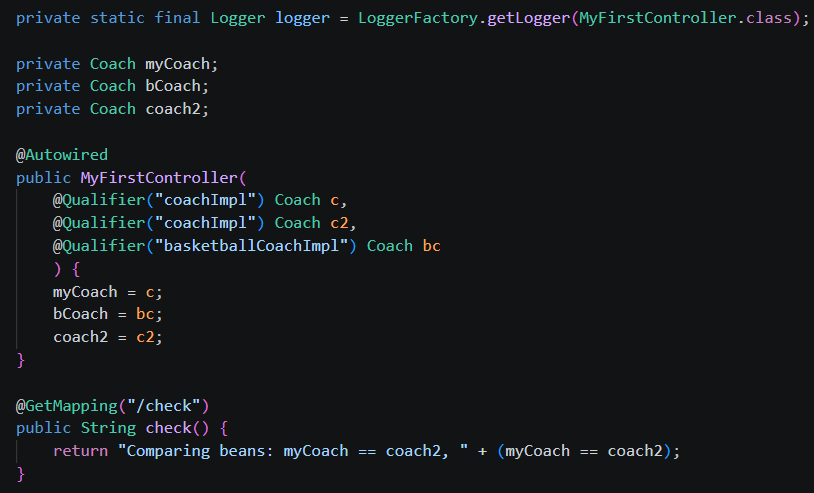 private static final Logger logger = LoggerFactory.getLogger(MyFirstController.class);
private Coach myCoach;
private Coach bCoach;
private Coach coach2;
@Autowired
public MyFirstController(
@Qualifier("coachImpl") Coach c,
@Qualifier("coachImpl") Coach c2,
@Qualifier("basketballCoachImpl") Coach bc
) {
myCoach = c;
bCoach = bc;
coach2 = c2;
}
@GetMapping("/check")
public String check() {
return "Comparing beans: myCoach == coach2, " + (myCoach == coach2);
}